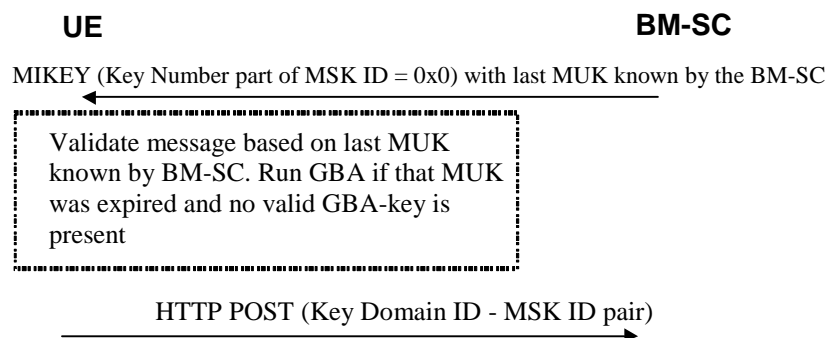 UE BM-SC
MIKEY (Key Number part of MSK ID = 0x0) with last MUK known by the BM-SC
Validate message based on last MUK
known by BM-SC. Run GBA if that MUK
was expired and no valid GBA-key is
present
HTTP POST (Key Domain ID - MSK ID pair)